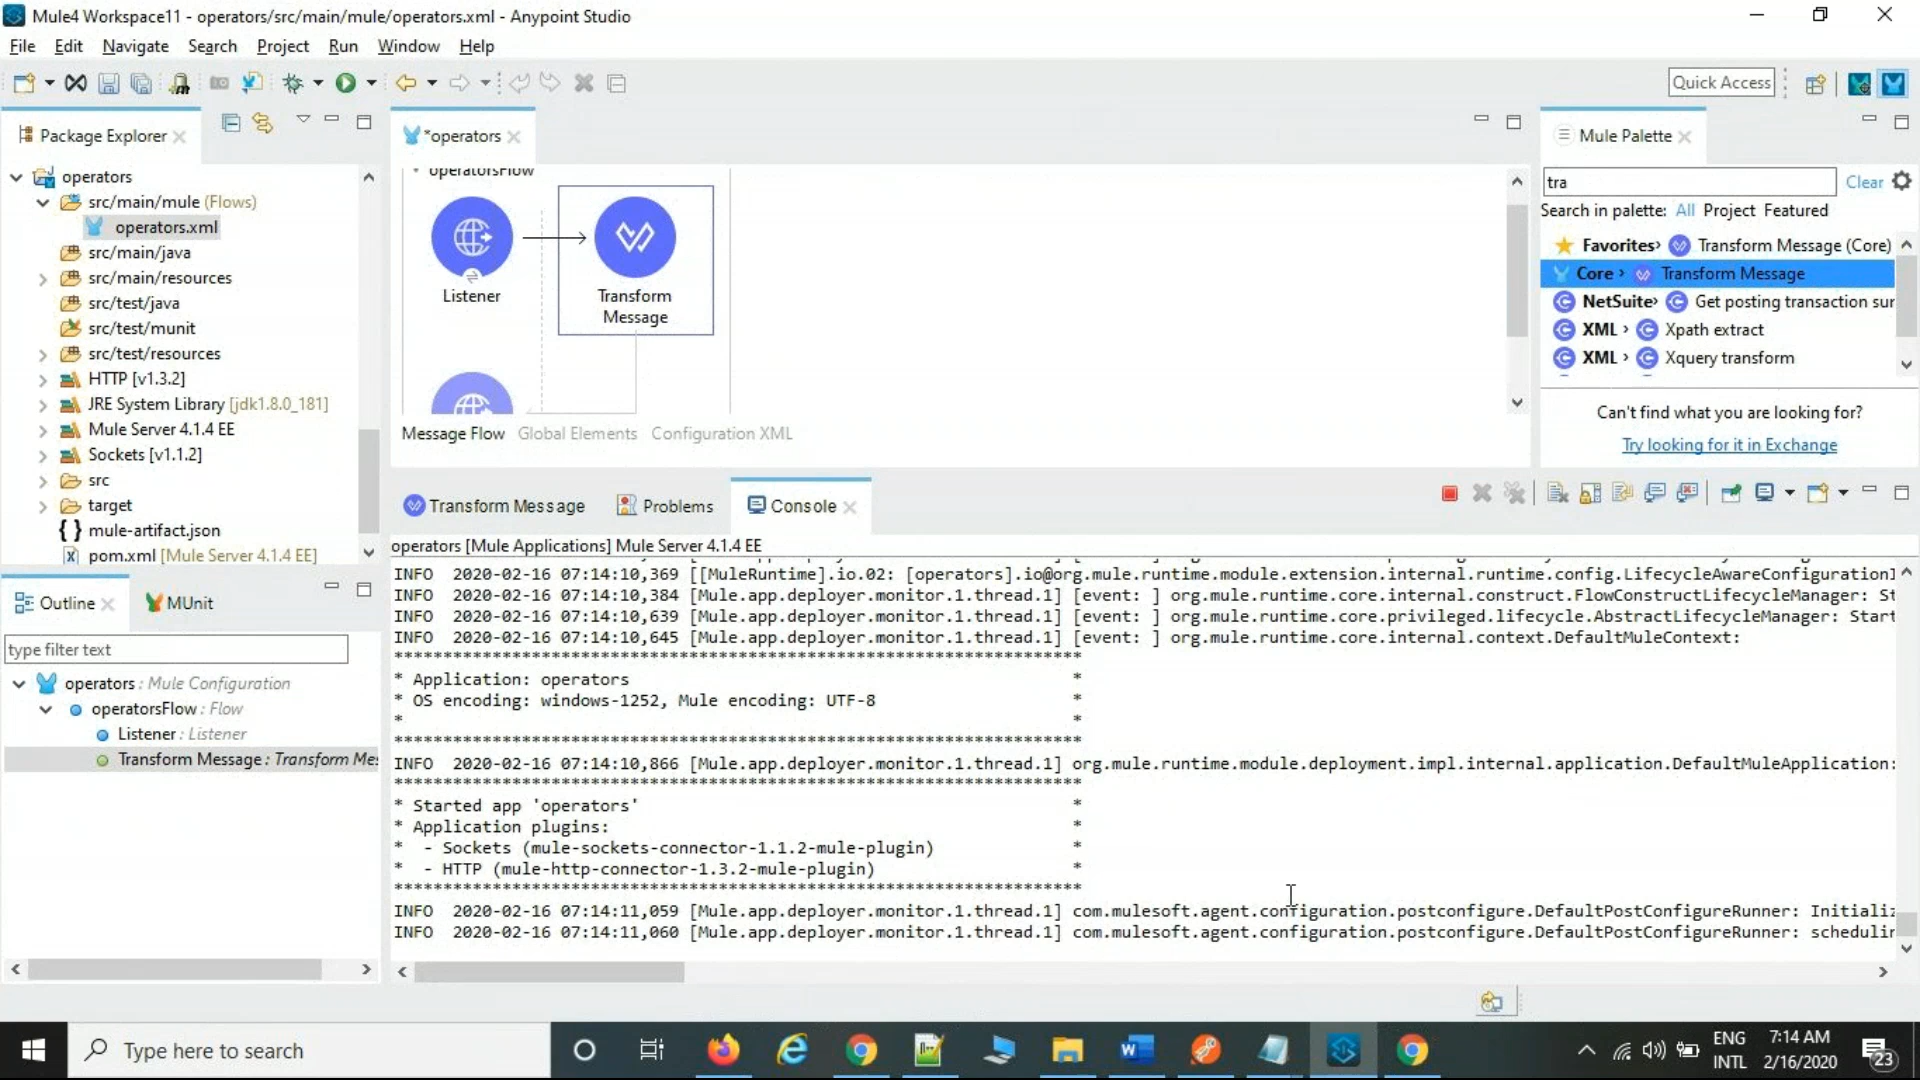 Mule4 Workspace11 - operators/src/main/mule/operators.xml - Anypoint Studio
File Edit Navigate Search Project Run Window Help
Quick Access
Package Explorer
operators
src/main/mule (Flows)
operators.xml
src/main/java
src/main/resources
src/test/java
src/test/munit
src/test/resources
HTTP [v1.3.2]
JRE System Library [jdk1.8.0_181]
Mule Server 4.1.4 EE
Sockets [v1.1.2]
src
target
mule-artifact.json
pom.xml [Mule Server 4.1.4 EE]
Outline
MUnit
type filter text
operators : Mule Configuration
operatorsFlow : Flow
Listener : Listener
Transform Message : Transform Mes
*operators
operatorsFlow
Listener
Transform
Message
Message Flow Global Elements Configuration XML
Mule Palette
tra
Clear
Search in palette: All Project Featured
Favorites> Transform Message (Core)
Core > Transform Message
NetSuite> Get posting transaction sur
XML > Xpath extract
XML > Xquery transform
Can't find what you are looking for?
Try looking for it in Exchange
Transform Message
Problems
Console
operators [Mule Applications] Mule Server 4.1.4 EE
INFO 2020-02-16 07:14:10,369 [[MuleRuntime].io.02: [operators].io@org.mule.runtime.module.extension.internal.runtime.config.LifecycleAwareConfigurationI
INFO 2020-02-16 07:14:10,384 [Mule.app.deployer.monitor.1.thread.1] [event: ] org.mule.runtime.core.internal.construct.FlowConstructLifecycleManager: St
INFO 2020-02-16 07:14:10,639 [Mule.app.deployer.monitor.1.thread.1] [event: ] org.mule.runtime.core.privileged.lifecycle.AbstractLifecycleManager: Start
INFO 2020-02-16 07:14:10,645 [Mule.app.deployer.monitor.1.thread.1] [event: ] org.mule.runtime.core.internal.context.DefaultMuleContext:
**********************************************************************
* Application: operators *
* OS encoding: windows-1252, Mule encoding: UTF-8 *
* *
**********************************************************************
INFO 2020-02-16 07:14:10,866 [Mule.app.deployer.monitor.1.thread.1] org.mule.runtime.module.deployment.impl.internal.application.DefaultMuleApplication:
**********************************************************************
* Started app 'operators' *
* Application plugins: *
* - Sockets (mule-sockets-connector-1.1.2-mule-plugin) *
* - HTTP (mule-http-connector-1.3.2-mule-plugin) *
**********************************************************************
INFO 2020-02-16 07:14:11,059 [Mule.app.deployer.monitor.1.thread.1] com.mulesoft.agent.configuration.postconfigure.DefaultPostConfigureRunner: Initializ
INFO 2020-02-16 07:14:11,060 [Mule.app.deployer.monitor.1.thread.1] com.mulesoft.agent.configuration.postconfigure.DefaultPostConfigureRunner: schedulin
Type here to search
ENG
INTL
7:14 AM
2/16/2020
23